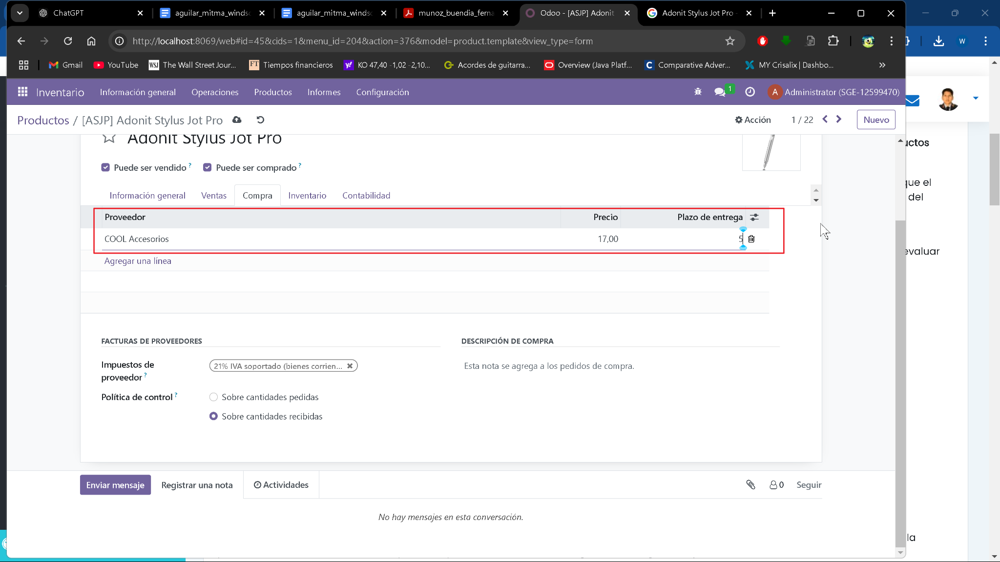 ChatGPT
aguilar_mitma_windsc
aguilar_mitma_windsc
munoz_buendia_ferna
Odoo - [ASJP] Adonit
Adonit Stylus Jot Pro -
http://localhost:8069/web#id=45&cids=1&menu_id=204&action=376&model=product.template&view_type=form
W
Gmail
YouTube
WSJ The Wall Street Jour...
FT Tiempos financieros
KO 47,40 -1,02 -2,10...
Acordes de guitarra...
Overview (Java Platf...
Comparative Adver...
MY Crisalix | Dashbo...
Inventario
Información general
Operaciones
Productos
Informes
Configuración
1
A Administrator (SGE-12599470)
Productos / [ASJP] Adonit Stylus Jot Pro
Acción
1 / 22
Nuevo
Adonit Stylus Jot Pro
uctos
Puede ser vendido ?
Puede ser comprado ?
que el
del
Información general
Ventas
Compra
Inventario
Contabilidad
Proveedor
Precio
Plazo de entrega
COOL Accesorios
17,00
5
evaluar
Agregar una línea
FACTURAS DE PROVEEDORES
DESCRIPCIÓN DE COMPRA
Impuestos de
proveedor ?
21% IVA soportado (bienes corrien...
Esta nota se agrega a los pedidos de compra.
Política de control ?
Sobre cantidades pedidas
Sobre cantidades recibidas
Enviar mensaje
Registrar una nota
Actividades
0
Seguir
No hay mensajes en esta conversación.
la